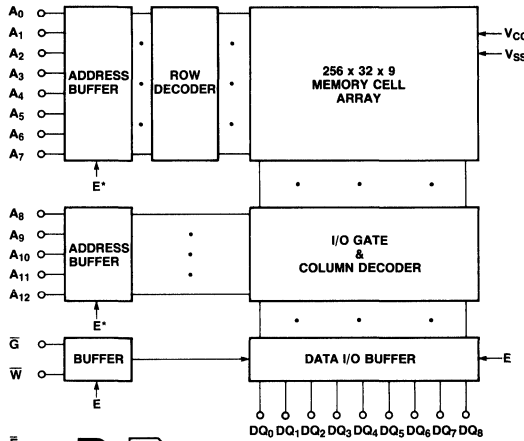 A0
A1
A2
A3
A4
A5
A6
A7
ADDRESS
BUFFER
E*
ROW
DECODER
256 x 32 x 9
MEMORY CELL
ARRAY
VCC
VSS
A8
A9
A10
A11
A12
ADDRESS
BUFFER
E*
I/O GATE
&
COLUMN DECODER
G̅
W̅
BUFFER
E
DATA I/O BUFFER
E
DQ0 DQ1 DQ2 DQ3 DQ4 DQ5 DQ6 DQ7 DQ8